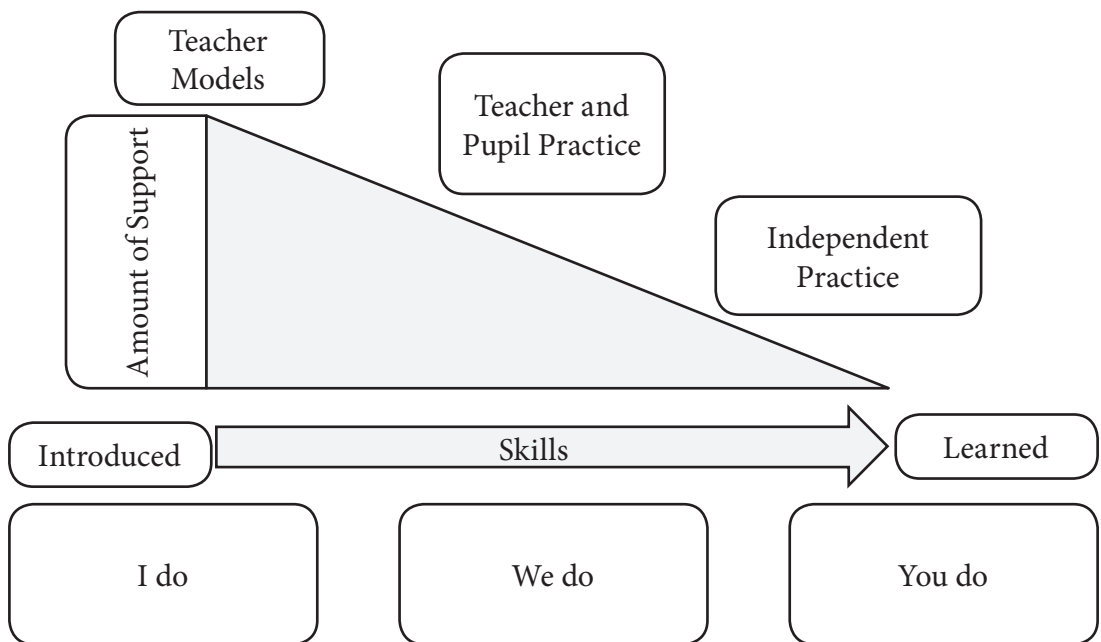 Teacher
Models
Teacher and
Pupil Practice
Independent
Practice
Amount of Support
Introduced
Skills
Learned
I do
We do
You do